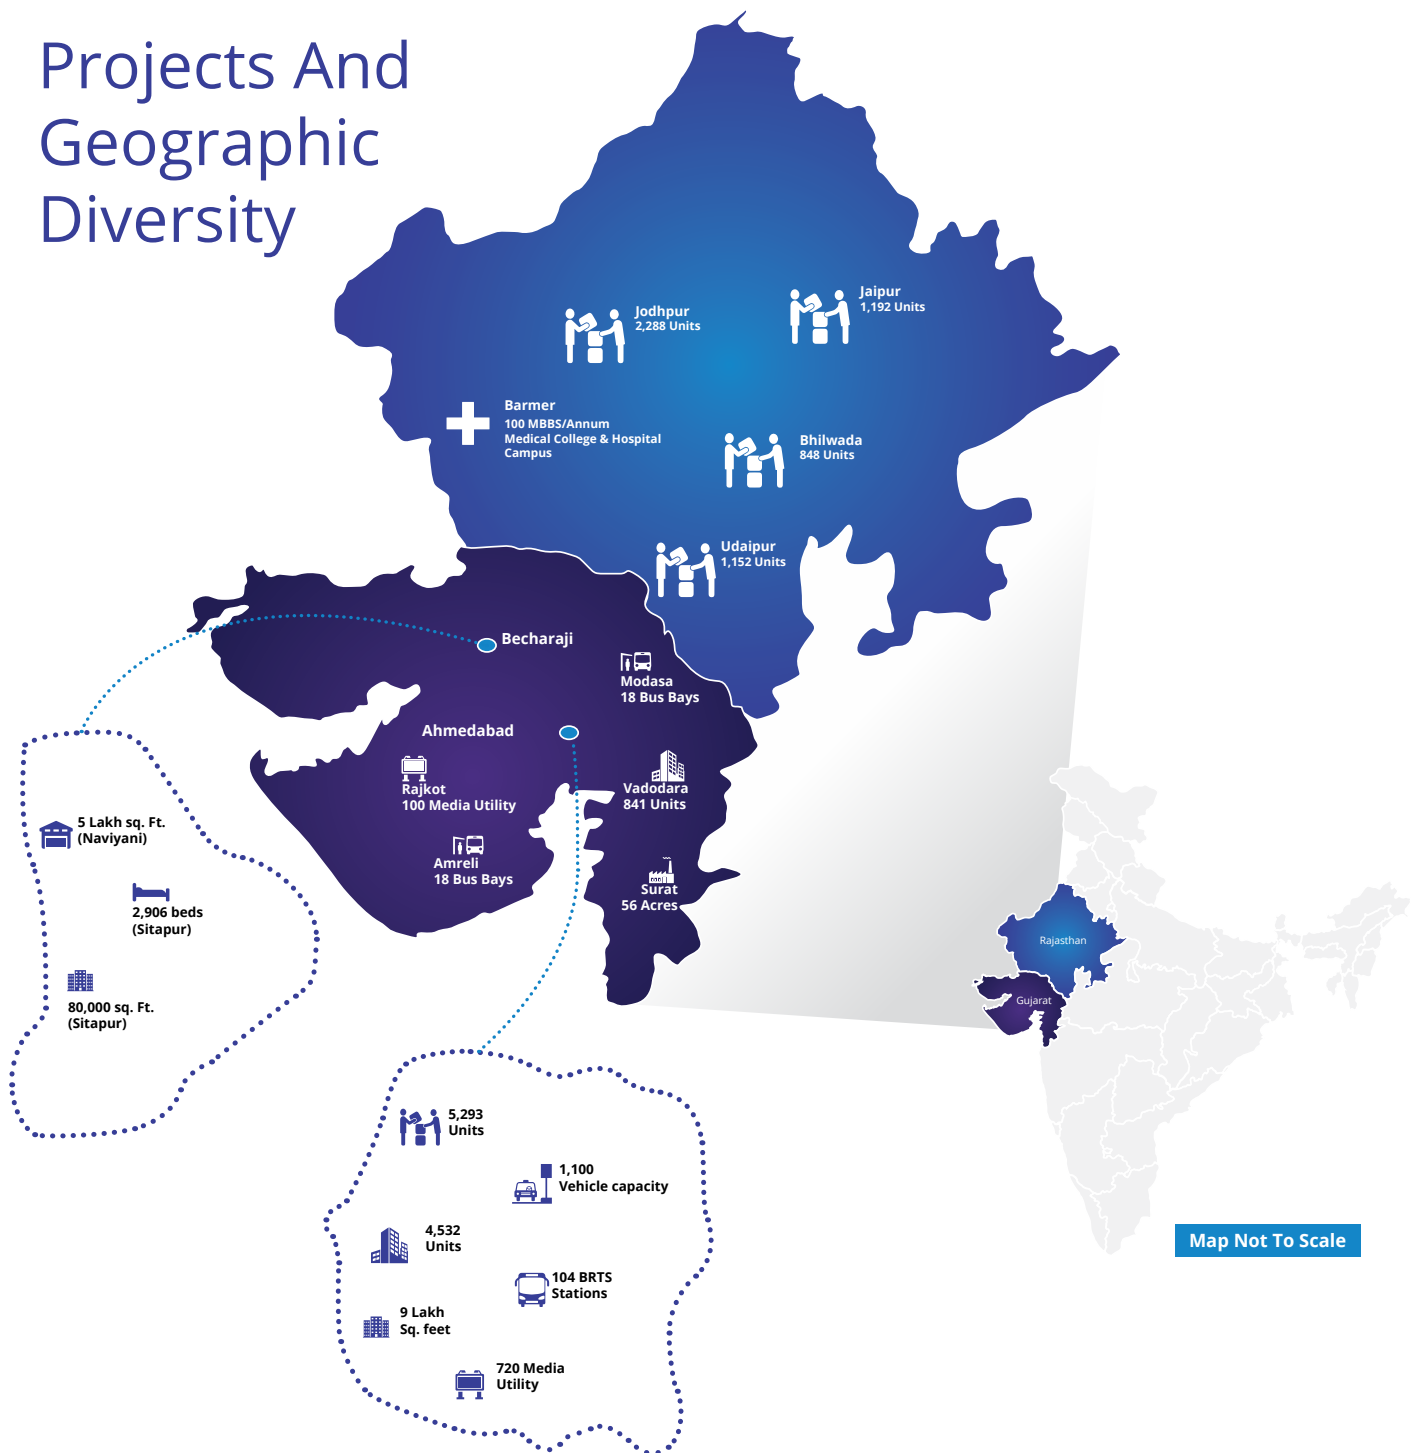 Projects And
Geographic
Diversity
Jodhpur
2,288 Units
Jaipur
1,192 Units
Barmer
100 MBBS/Annum
Medical College & Hospital
Campus
Bhilwada
848 Units
Udaipur
1,152 Units
Becharaji
Modasa
18 Bus Bays
Ahmedabad
Rajkot
100 Media Utility
Vadodara
841 Units
Amreli
18 Bus Bays
Surat
56 Acres
5 Lakh sq. Ft.
(Naviyani)
2,906 beds
(Sitapur)
80,000 sq. Ft.
(Sitapur)
Rajasthan
Gujarat
5,293
Units
1,100
Vehicle capacity
4,532
Units
104 BRTS
Stations
9 Lakh
Sq. feet
720 Media
Utility
Map Not To Scale